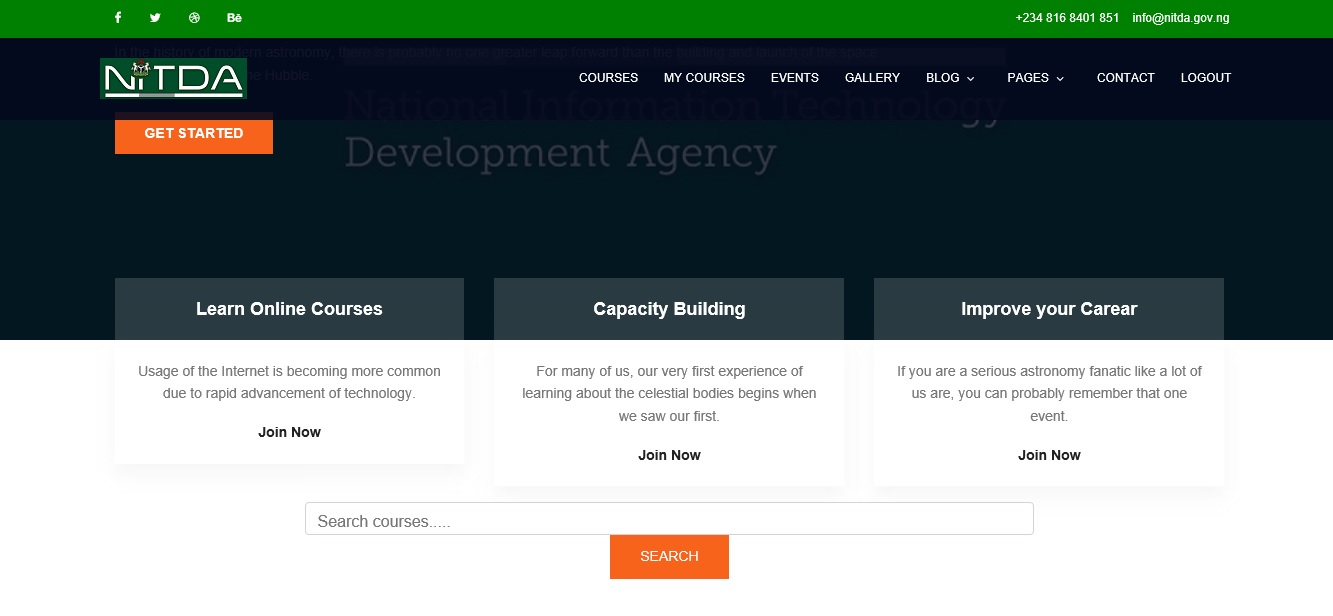 +234 816 8401 851 info@nitda.gov.ng
In the history of modern astronomy, there is probably no one greater leap forward than the building and launch of the space
he Hubble.
NiTDA
COURSES MY COURSES EVENTS GALLERY BLOG PAGES CONTACT LOGOUT
National Information Technology
Development Agency
GET STARTED
Learn Online Courses
Usage of the Internet is becoming more common
due to rapid advancement of technology.
Join Now
Capacity Building
For many of us, our very first experience of
learning about the celestial bodies begins when
we saw our first.
Join Now
Improve your Carear
If you are a serious astronomy fanatic like a lot of
us are, you can probably remember that one
event.
Join Now
Search courses.....
SEARCH